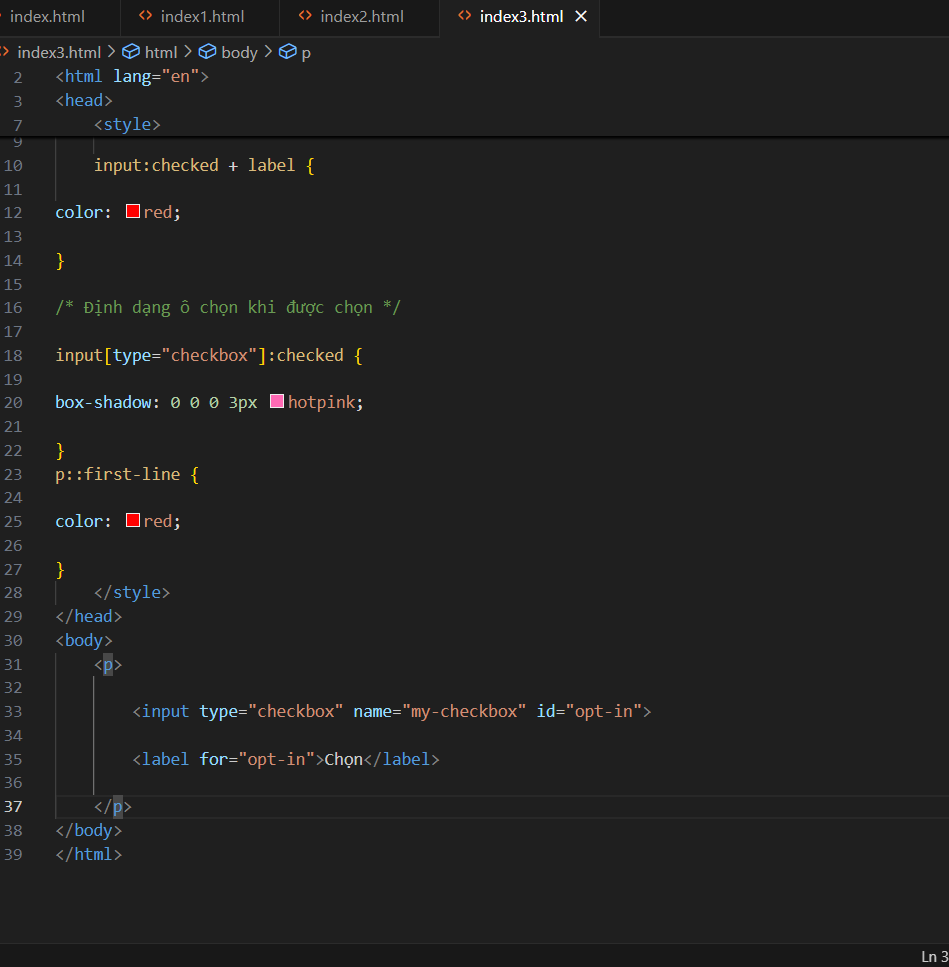 index.html index1.html index2.html index3.html
index3.html > html > body > p
2 <html lang="en">
3 <head>
7 <style>
9
10 input:checked + label {
11
12 color: red;
13
14 }
15
16 /* Định dạng ô chọn khi được chọn */
17
18 input[type="checkbox"]:checked {
19
20 box-shadow: 0 0 0 3px hotpink;
21
22 }
23 p::first-line {
24
25 color: red;
26
27 }
28 </style>
29 </head>
30 <body>
31 <p>
32
33 <input type="checkbox" name="my-checkbox" id="opt-in">
34
35 <label for="opt-in">Chọn</label>
36
37 </p>
38 </body>
39 </html>
Ln 3